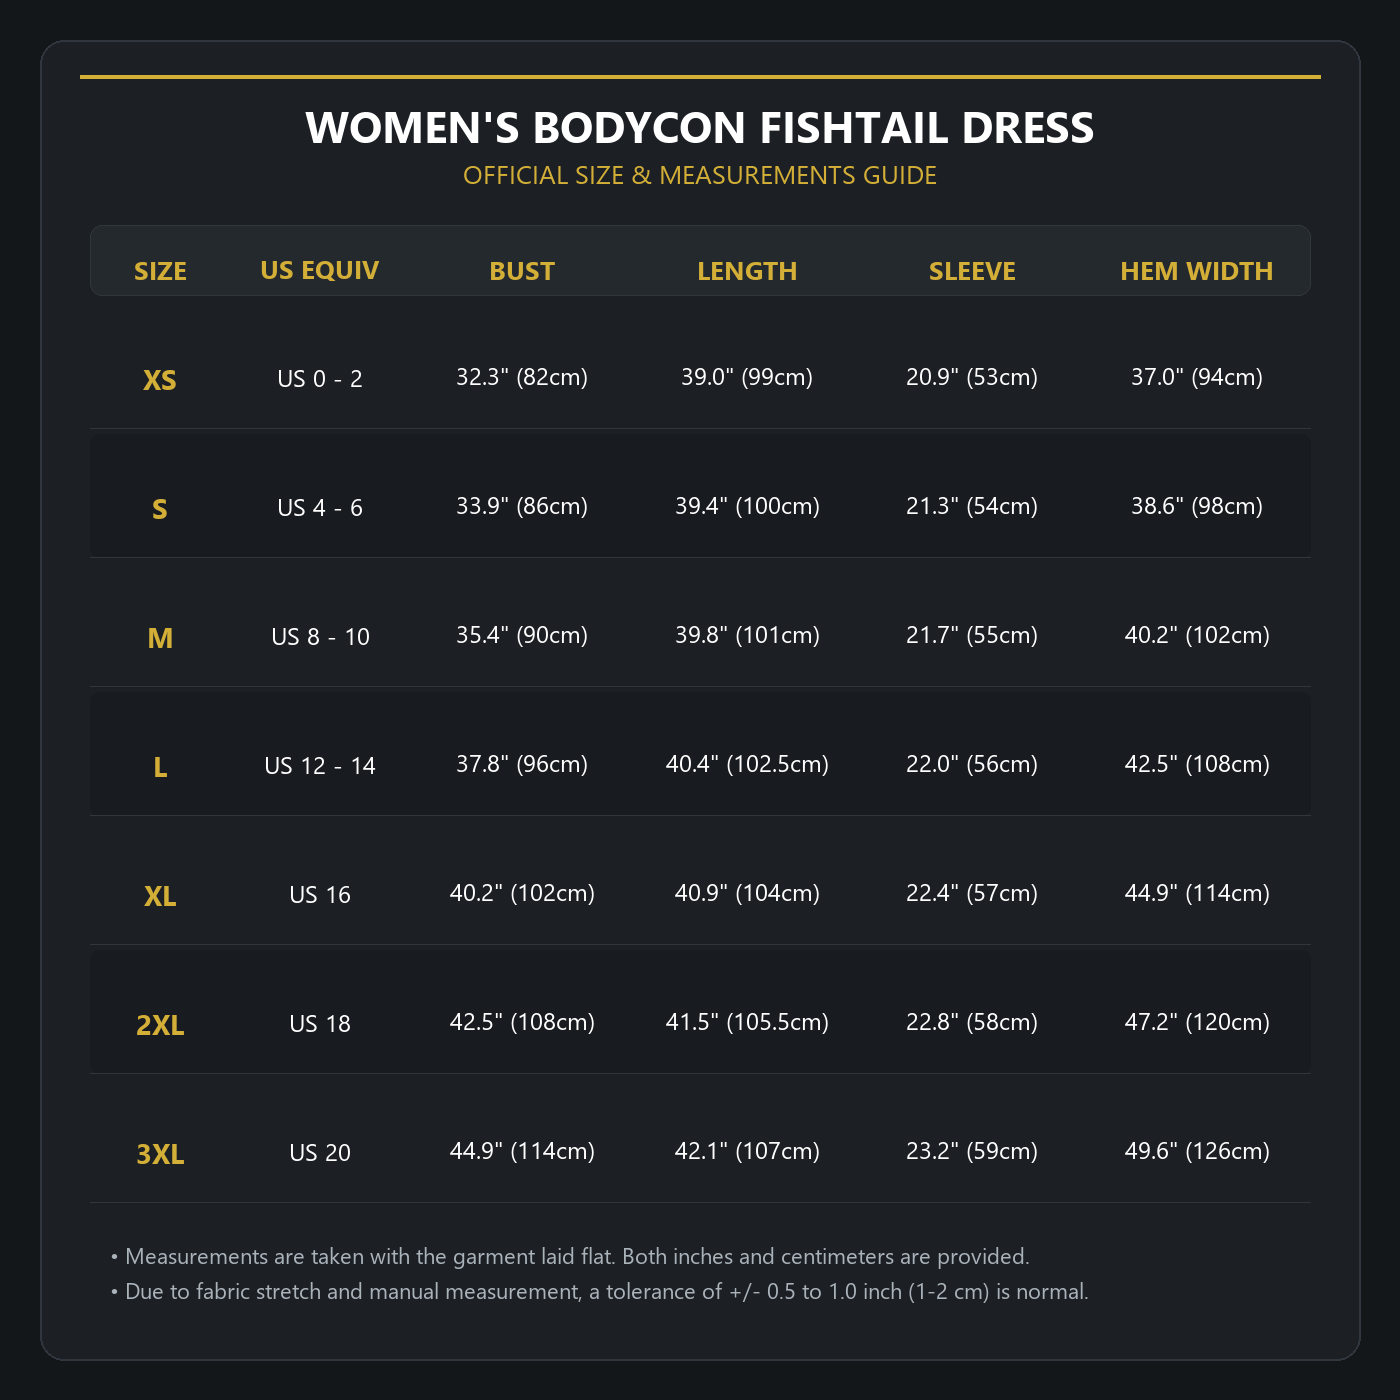 WOMEN'S BODYCON FISHTAIL DRESS
OFFICIAL SIZE & MEASUREMENTS GUIDE
SIZE US EQUIV BUST LENGTH SLEEVE HEM WIDTH
XS US 0 - 2 32.3" (82cm) 39.0" (99cm) 20.9" (53cm) 37.0" (94cm)
S US 4 - 6 33.9" (86cm) 39.4" (100cm) 21.3" (54cm) 38.6" (98cm)
M US 8 - 10 35.4" (90cm) 39.8" (101cm) 21.7" (55cm) 40.2" (102cm)
L US 12 - 14 37.8" (96cm) 40.4" (102.5cm) 22.0" (56cm) 42.5" (108cm)
XL US 16 40.2" (102cm) 40.9" (104cm) 22.4" (57cm) 44.9" (114cm)
2XL US 18 42.5" (108cm) 41.5" (105.5cm) 22.8" (58cm) 47.2" (120cm)
3XL US 20 44.9" (114cm) 42.1" (107cm) 23.2" (59cm) 49.6" (126cm)
• Measurements are taken with the garment laid flat. Both inches and centimeters are provided.
• Due to fabric stretch and manual measurement, a tolerance of +/- 0.5 to 1.0 inch (1-2 cm) is normal.